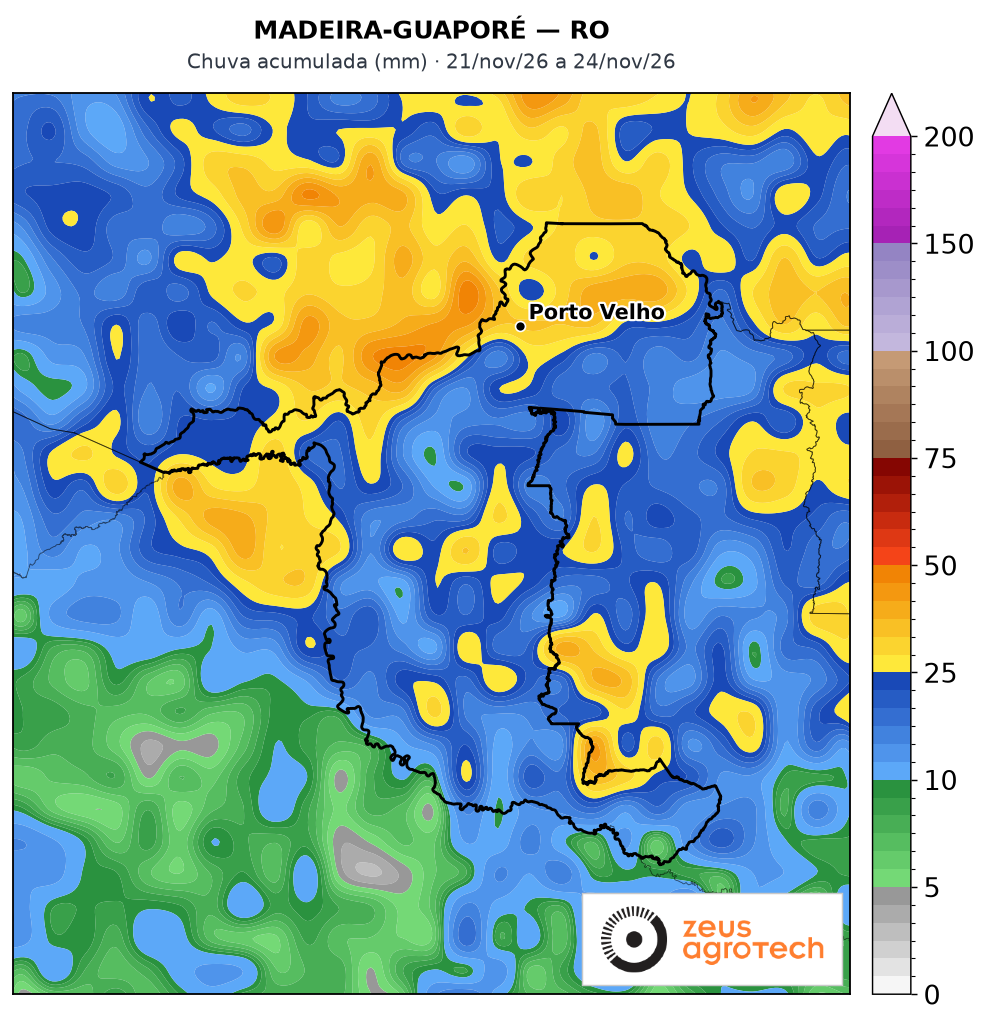 MADEIRA-GUAPORÉ — RO
Chuva acumulada (mm) · 21/nov/26 a 24/nov/26
Porto Velho
200
150
100
75
50
25
10
5
0
zeus
agrotech